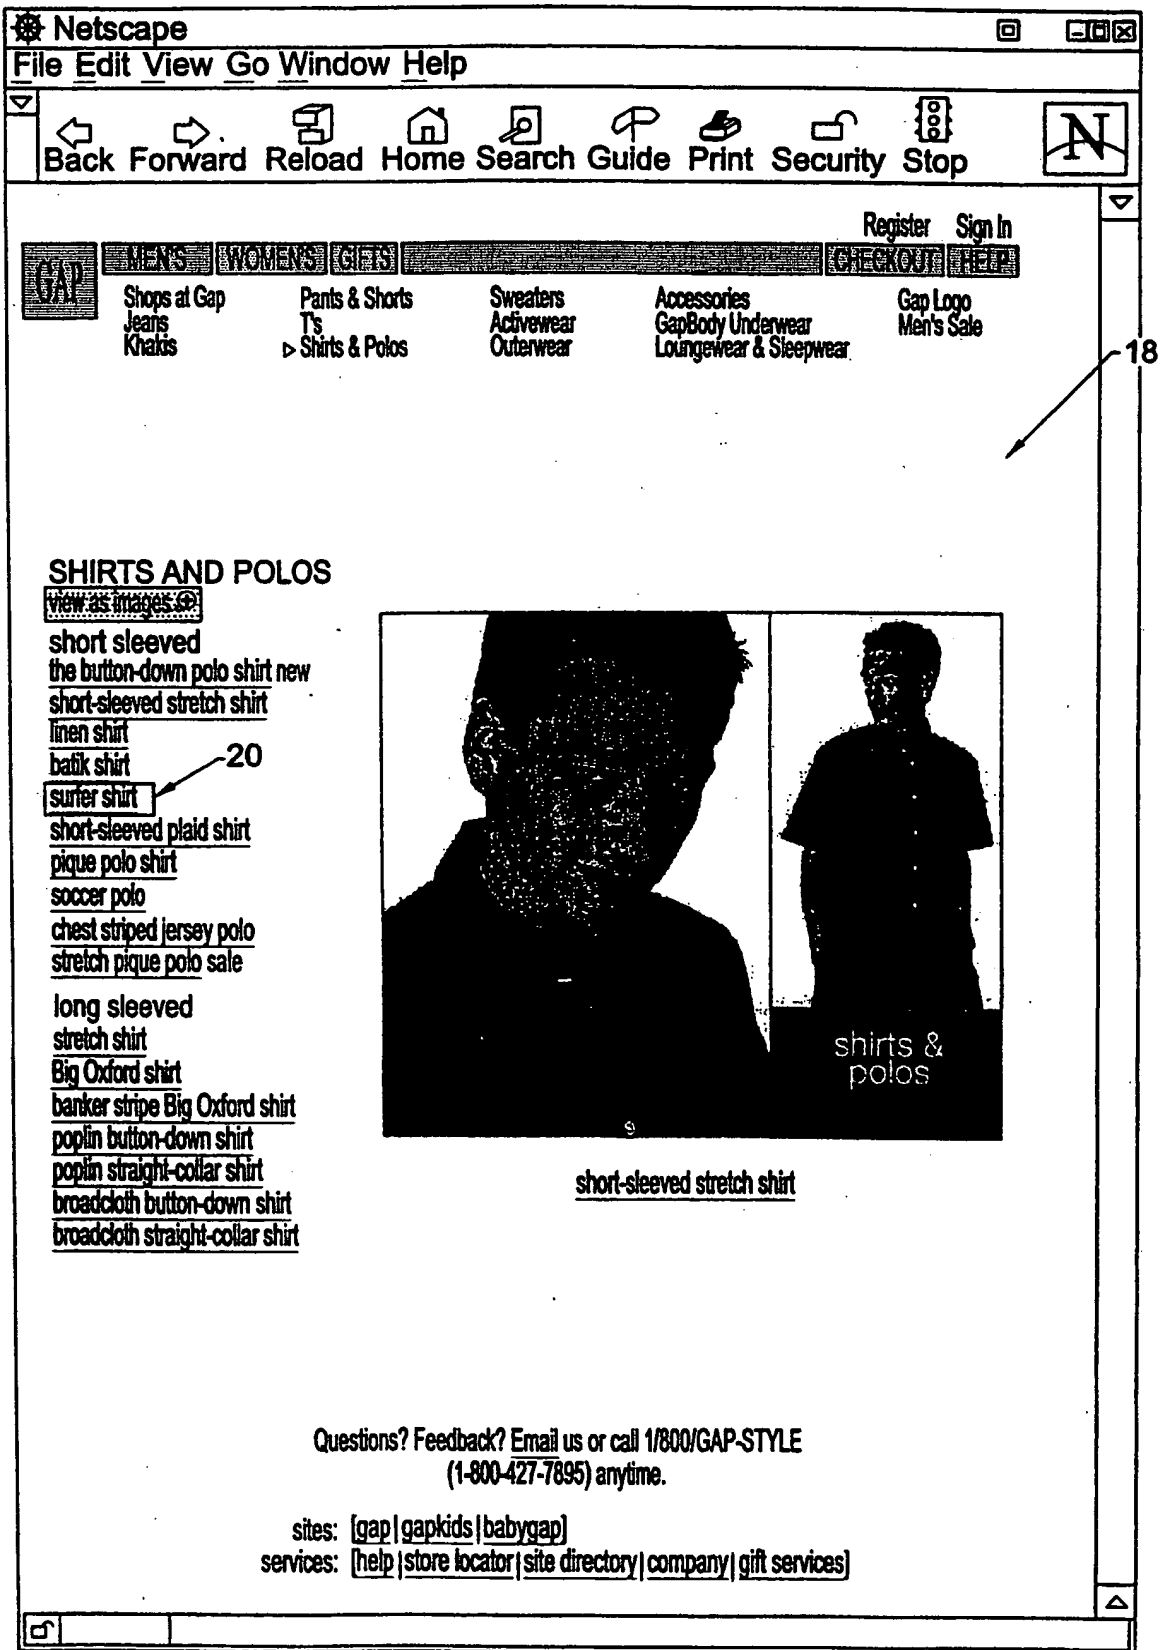 Netscape
File Edit View Go Window Help
Back Forward Reload Home Search Guide Print Security Stop
N
Register Sign In
GAP MEN'S WOMEN'S GIFTS CHECKOUT HELP
Shops at Gap Pants & Shorts Sweaters Accessories Gap Logo
Jeans T's Activewear GapBody Underwear Men's Sale
Khakis Shirts & Polos Outerwear Loungewear & Sleepwear
18
SHIRTS AND POLOS
view as images
short sleeved
the button-down polo shirt new
short-sleeved stretch shirt
linen shirt
batik shirt
20
surfer shirt
short-sleeved plaid shirt
pique polo shirt
soccer polo
chest striped jersey polo
stretch pique polo sale
long sleeved
stretch shirt
Big Oxford shirt
banker stripe Big Oxford shirt
poplin button-down shirt
poplin straight-collar shirt
broadcloth button-down shirt
broadcloth straight-collar shirt
shirts &
polos
short-sleeved stretch shirt
Questions? Feedback? Email us or call 1/800/GAP-STYLE
(1-800-427-7895) anytime.
sites: [gap|gapkids|babygap]
services: [help|store locator|site directory|company|gift services]